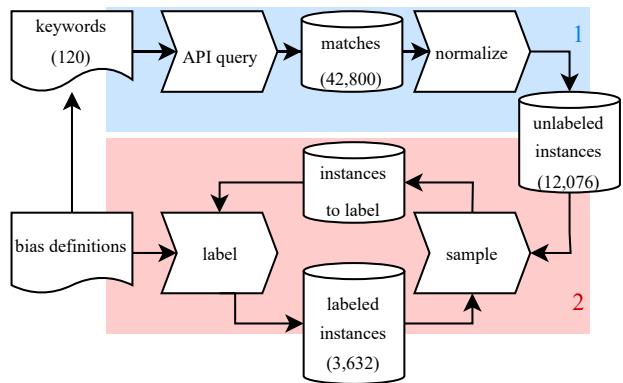 keywords
(120)
API query
matches
(42,800)
normalize
1
unlabeled
instances
(12,076)
instances
to label
bias definitions
label
sample
labeled
instances
(3,632)
2